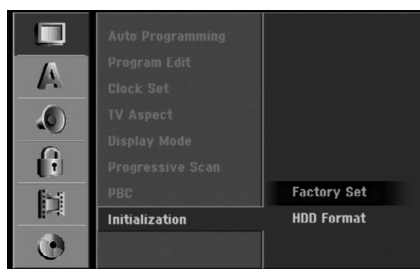 Auto Programming
Program Edit
Clock Set
TV Aspect
Display Mode
Progressive Scan
PBC
Initialization
Factory Set
HDD Format